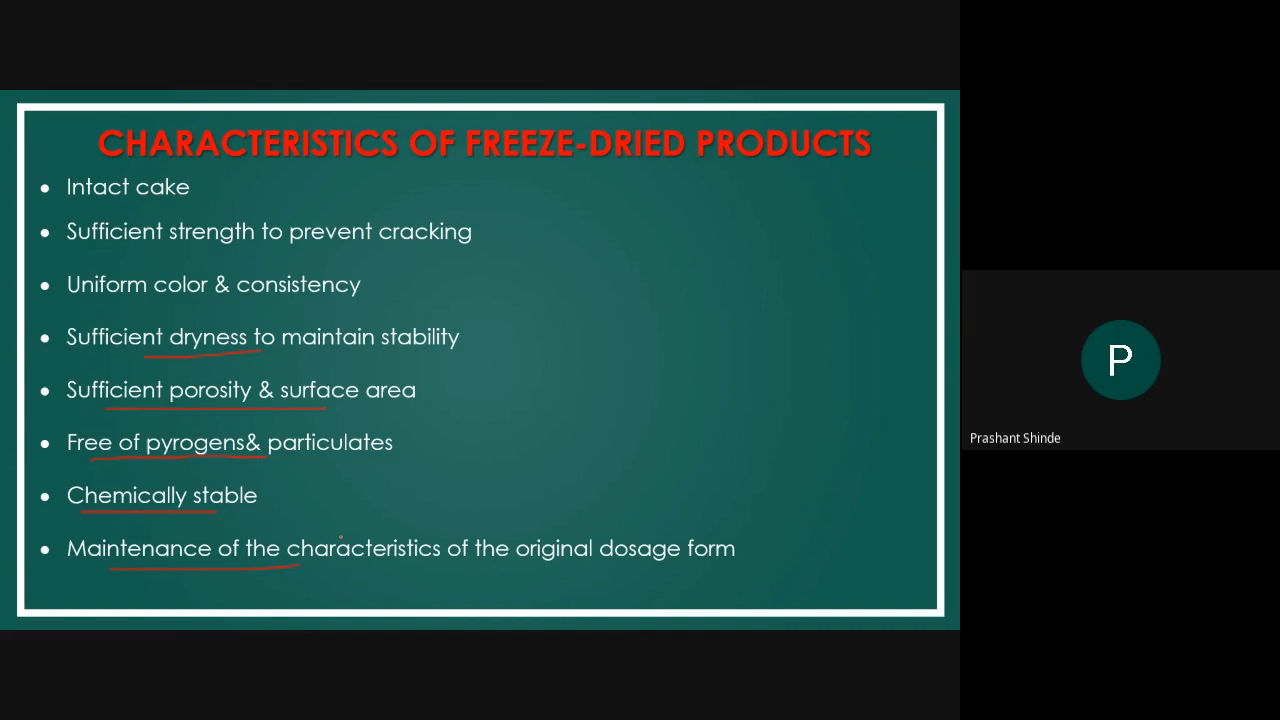 CHARACTERISTICS OF FREEZE-DRIED PRODUCTS
• Intact cake
• Sufficient strength to prevent cracking
• Uniform color & consistency
• Sufficient dryness to maintain stability
• Sufficient porosity & surface area
• Free of pyrogens& particulates
• Chemically stable
• Maintenance of the characteristics of the original dosage form
P
Prashant Shinde